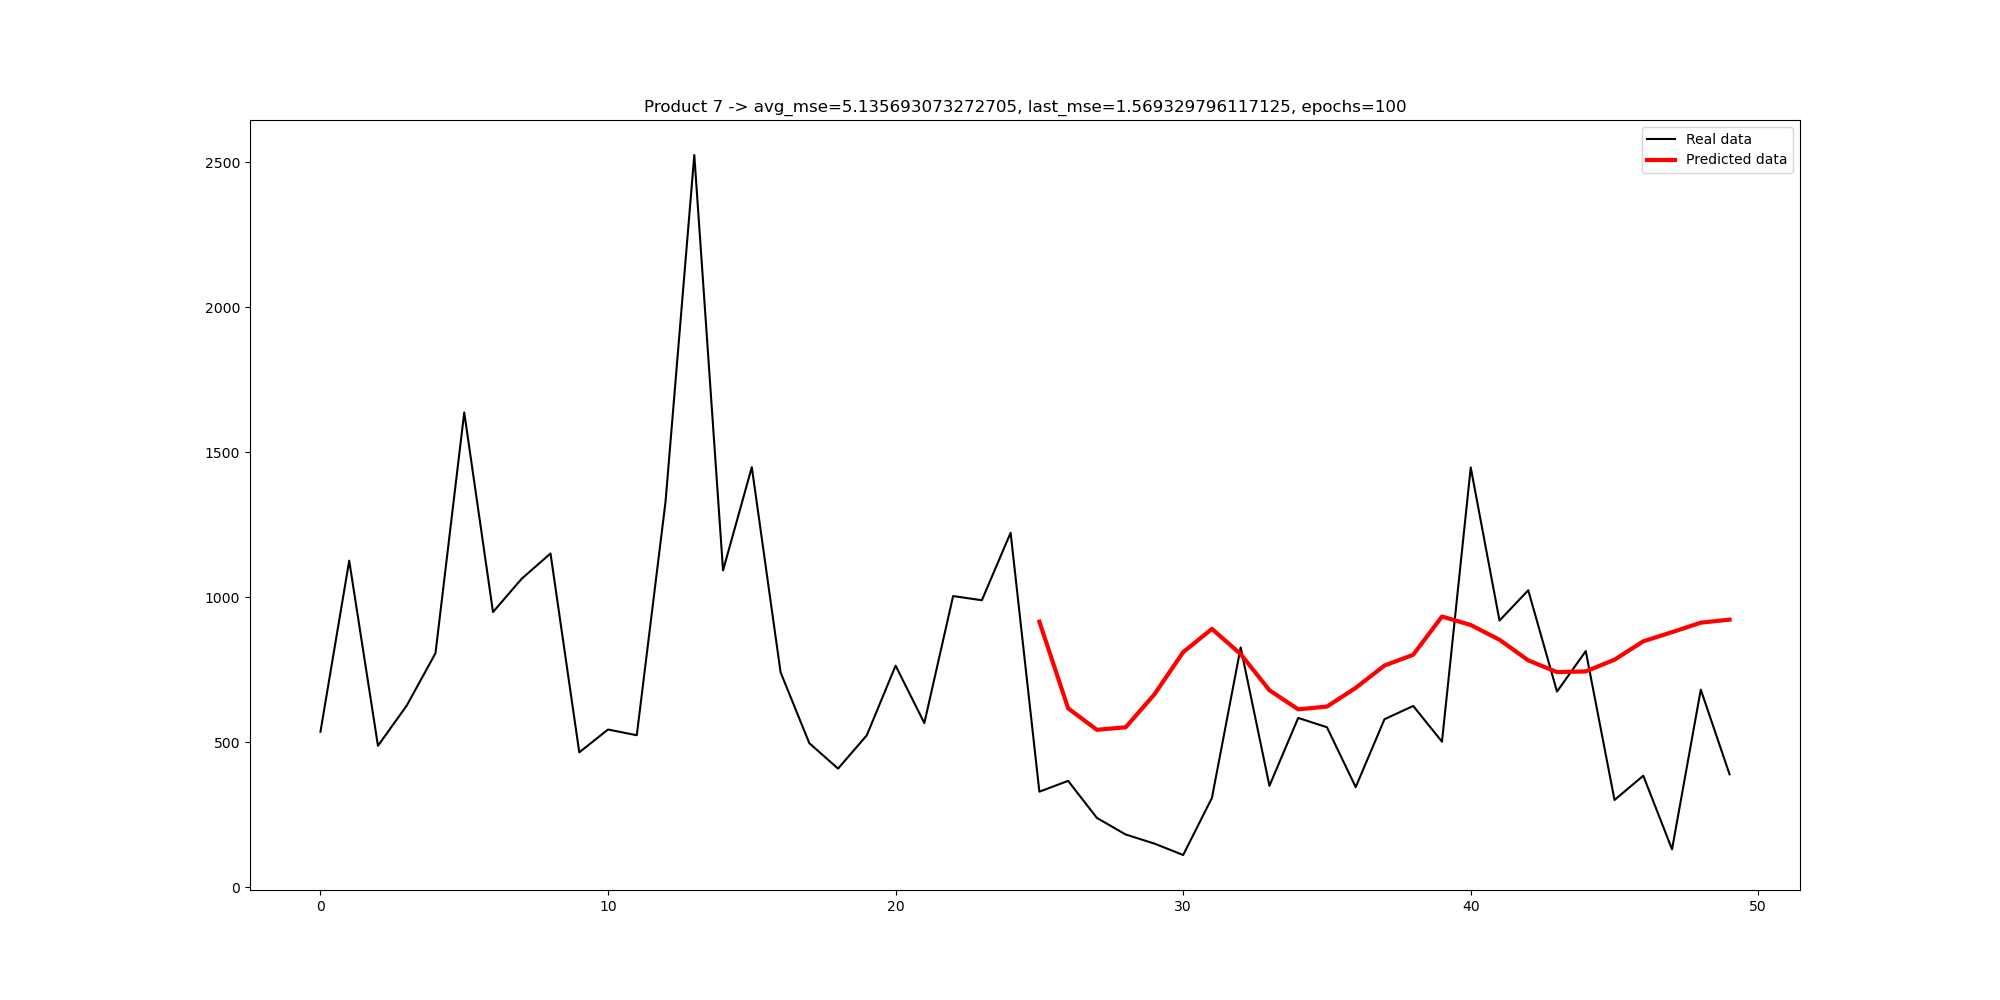 Product 7 -> avg_mse=5.135693073272705, last_mse=1.569329796117125, epochs=100
Real data
Predicted data
2500
2000
1500
1000
500
0
0 10 20 30 40 50